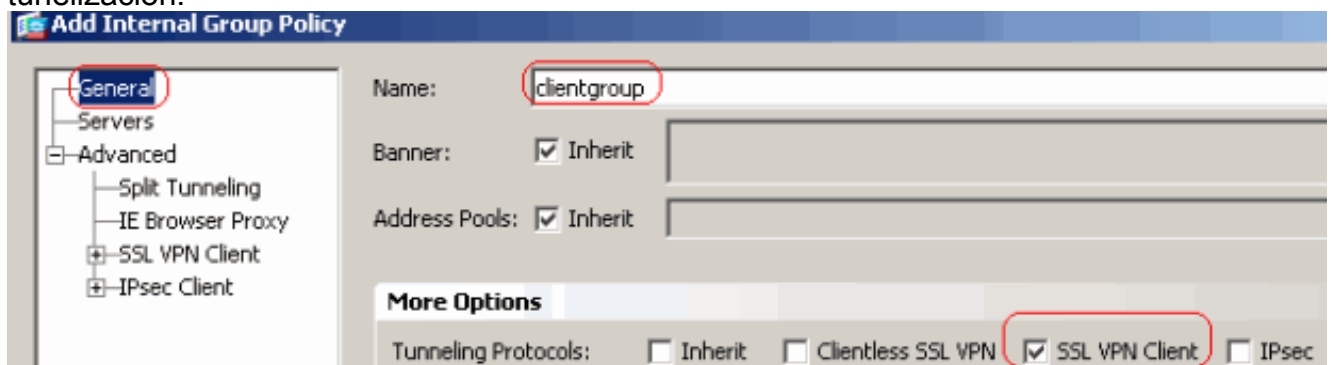 tunelización.
Add Internal Group Policy
General
Servers
Advanced
Split Tunneling
IE Browser Proxy
SSL VPN Client
IPsec Client
Name: clientgroup
Banner: Inherit
Address Pools: Inherit
More Options
Tunneling Protocols: Inherit Clientless SSL VPN SSL VPN Client IPsec